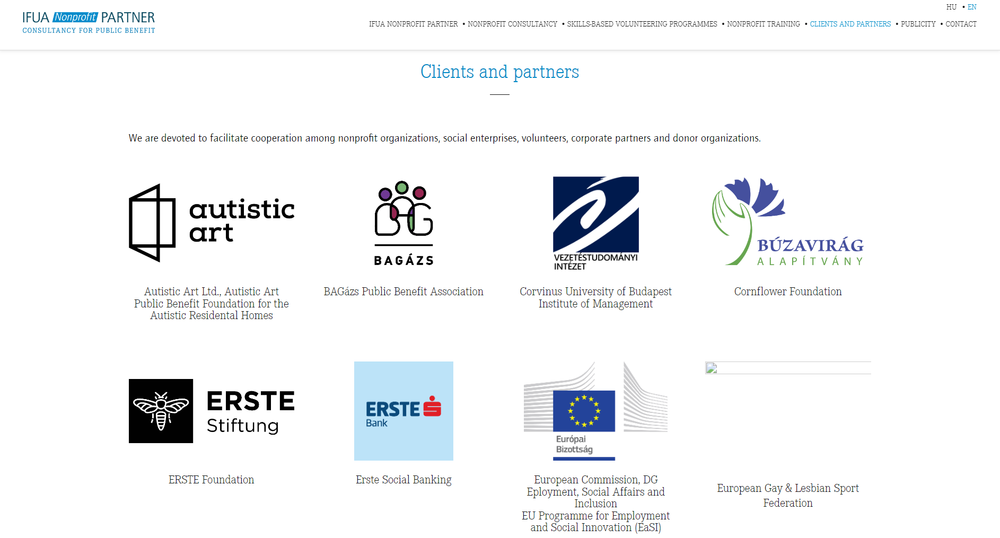 IFUA Nonprofit PARTNER
CONSULTANCY FOR PUBLIC BENEFIT
HU • EN
IFUA NONPROFIT PARTNER • NONPROFIT CONSULTANCY • SKILLS-BASED VOLUNTEERING PROGRAMMES • NONPROFIT TRAINING • CLIENTS AND PARTNERS • PUBLICITY • CONTACT
Clients and partners
We are devoted to facilitate cooperation among nonprofit organizations, social enterprises, volunteers, corporate partners and donor organizations.
autistic
art
Autistic Art Ltd., Autistic Art
Public Benefit Foundation for the
Autistic Residental Homes
BAG
BAGÁZS
BAGázs Public Benefit Association
VEZETÉSTUDOMÁNYI
INTÉZET
Corvinus University of Budapest
Institute of Management
BÚZAVIRÁG
ALAPÍTVÁNY
Cornflower Foundation
ERSTE
Stiftung
ERSTE Foundation
ERSTE
Bank
Erste Social Banking
Európai
Bizottság
European Commission, DG
Eployment, Social Affairs and
Inclusion
EU Programme for Employment
and Social Innovation (EaSI)
European Gay & Lesbian Sport
Federation